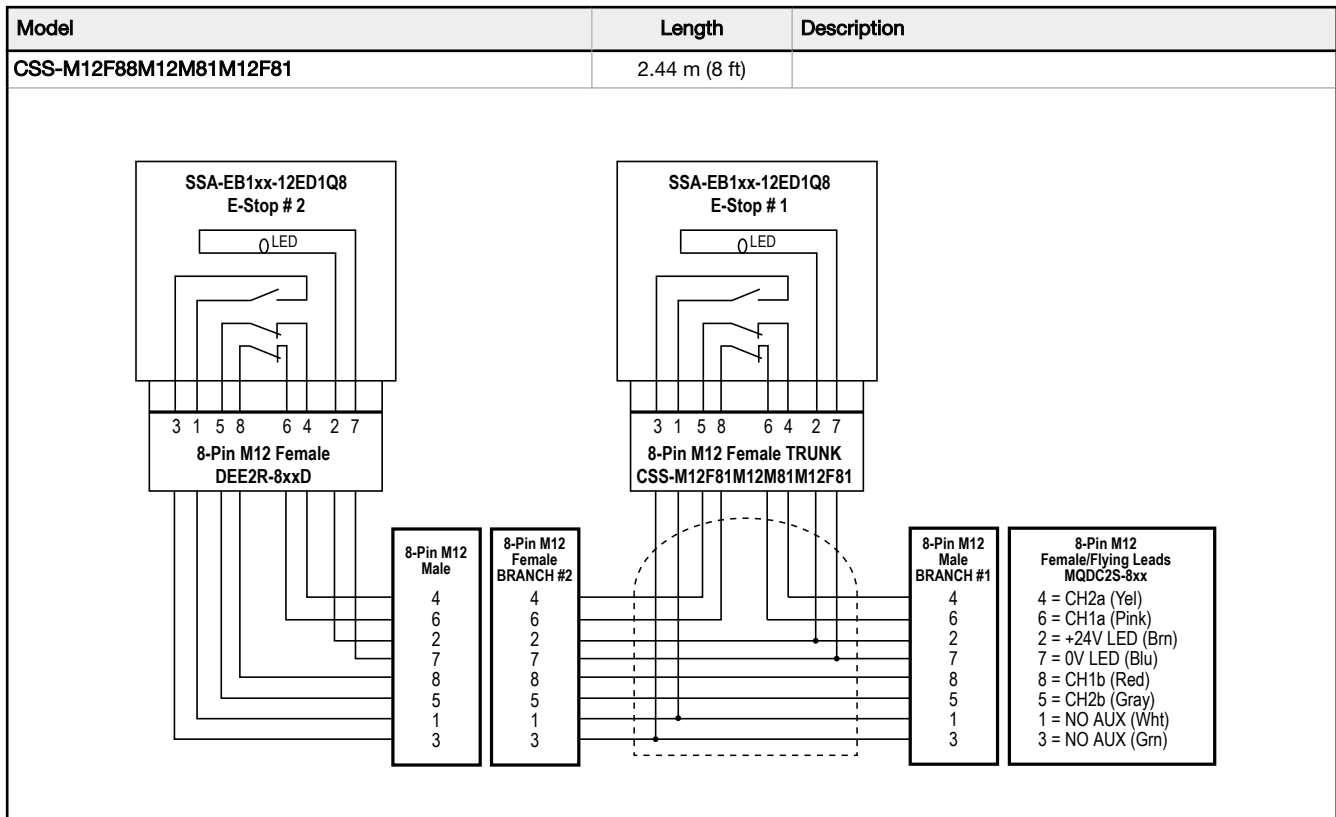 Model Length Description
CSS-M12F88M12M81M12F81 2.44 m (8 ft)
SSA-EB1xx-12ED1Q8
E-Stop # 2
LED
3 1 5 8 6 4 2 7
8-Pin M12 Female
DEE2R-8xxD
SSA-EB1xx-12ED1Q8
E-Stop # 1
LED
3 1 5 8 6 4 2 7
8-Pin M12 Female TRUNK
CSS-M12F81M12M81M12F81
8-Pin M12
Male
4
6
2
7
8
5
1
3
8-Pin M12
Female
BRANCH #2
4
6
2
7
8
5
1
3
8-Pin M12
Male
BRANCH #1
4
6
2
7
8
5
1
3
8-Pin M12
Female/Flying Leads
MQDC2S-8xx
4 = CH2a (Yel)
6 = CH1a (Pink)
2 = +24V LED (Brn)
7 = 0V LED (Blu)
8 = CH1b (Red)
5 = CH2b (Gray)
1 = NO AUX (Wht)
3 = NO AUX (Grn)